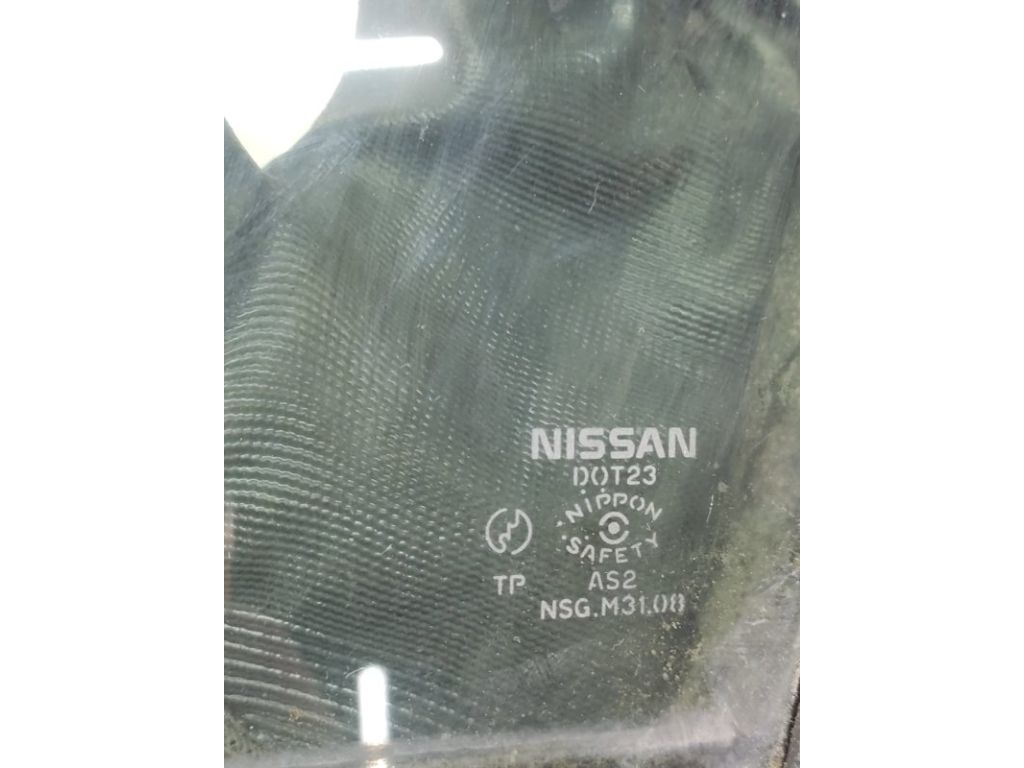 NISSAN
DOT23
NIPPON
SAFETY
TP
AS2
NSG.M31.08